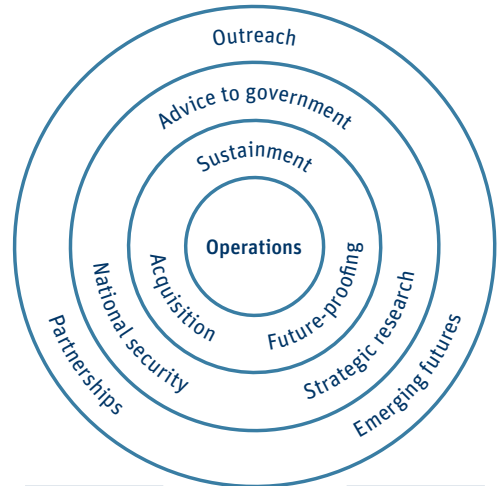 Outreach
Advice to government
Sustainment
Operations
Acquisition
Future-proofing
National security
Strategic research
Partnerships
Emerging futures